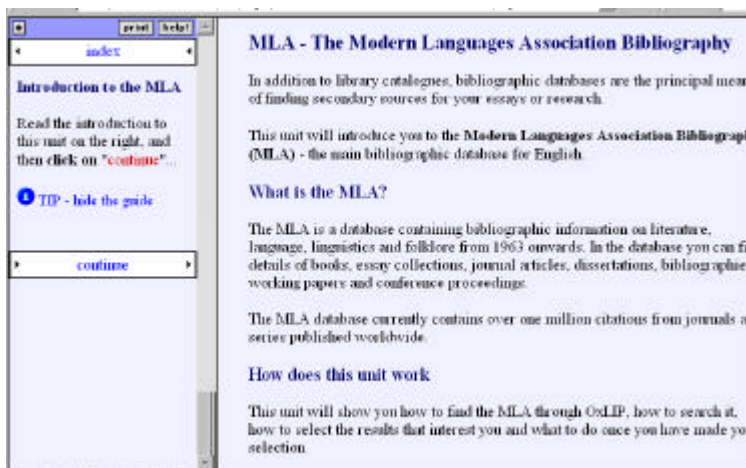 print help!
index
Introduction to the MLA
Read the introduction to
this unit on the right, and
then click on "continue"...
TIP - hide the guide
continue
MLA - The Modern Languages Association Bibliography
In addition to library catalogues, bibliographic databases are the principal mean
of finding secondary sources for your essays or research.
This unit will introduce you to the Modern Languages Association Bibliograp
(MLA) - the main bibliographic database for English.
What is the MLA?
The MLA is a database containing bibliographic information on literature,
language, linguistics and folklore from 1963 onwards. In the database you can fi
details of books, essay collections, journal articles, dissertations, bibliographie
working papers and conference proceedings.
The MLA database currently contains over one million citations from journals a
series published worldwide.
How does this unit work
This unit will show you how to find the MLA through OxLIP, how to search it,
how to select the results that interest you and what to do once you have made yo
selection.